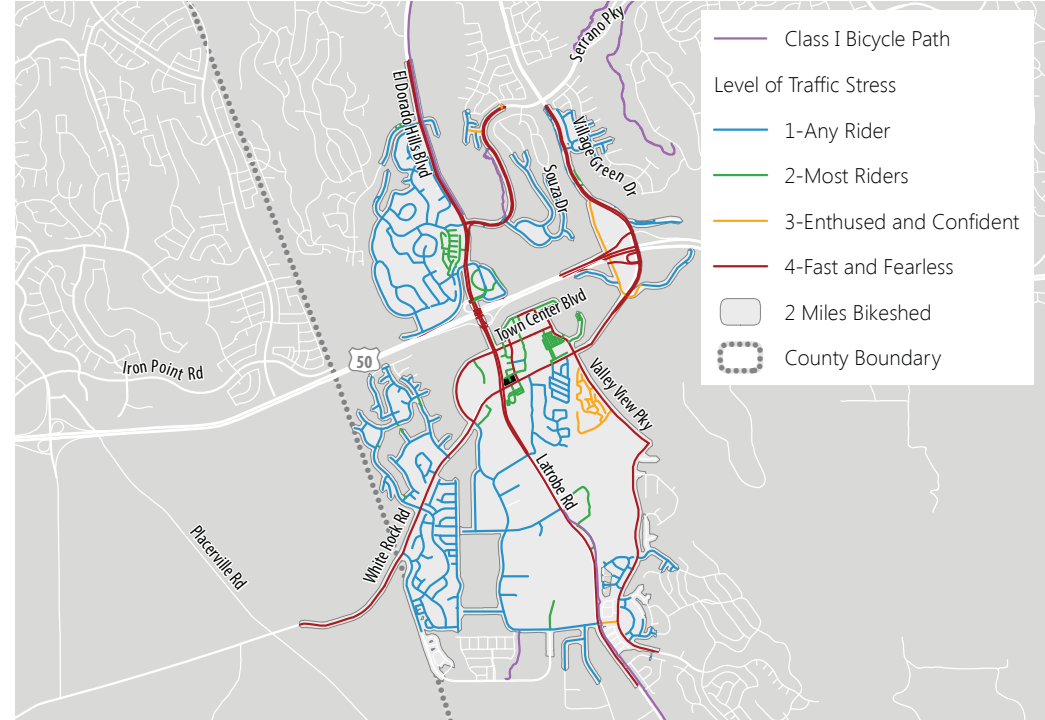 Class I Bicycle Path
Level of Traffic Stress
1-Any Rider
2-Most Riders
3-Enthused and Confident
4-Fast and Fearless
2 Miles Bikeshed
County Boundary
Serrano Pky
El Dorado Hills Blvd
Village Green Dr
Souza Dr
Town Center Blvd
50
Iron Point Rd
Valley View Pky
Latrobe Rd
White Rock Rd
Placerville Rd